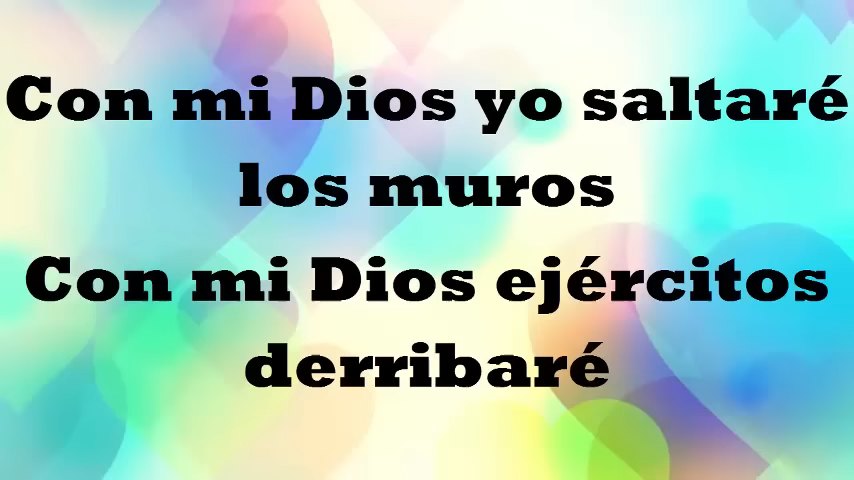 Con mi Dios yo saltaré
los muros
Con mi Dios ejércitos
derribaré